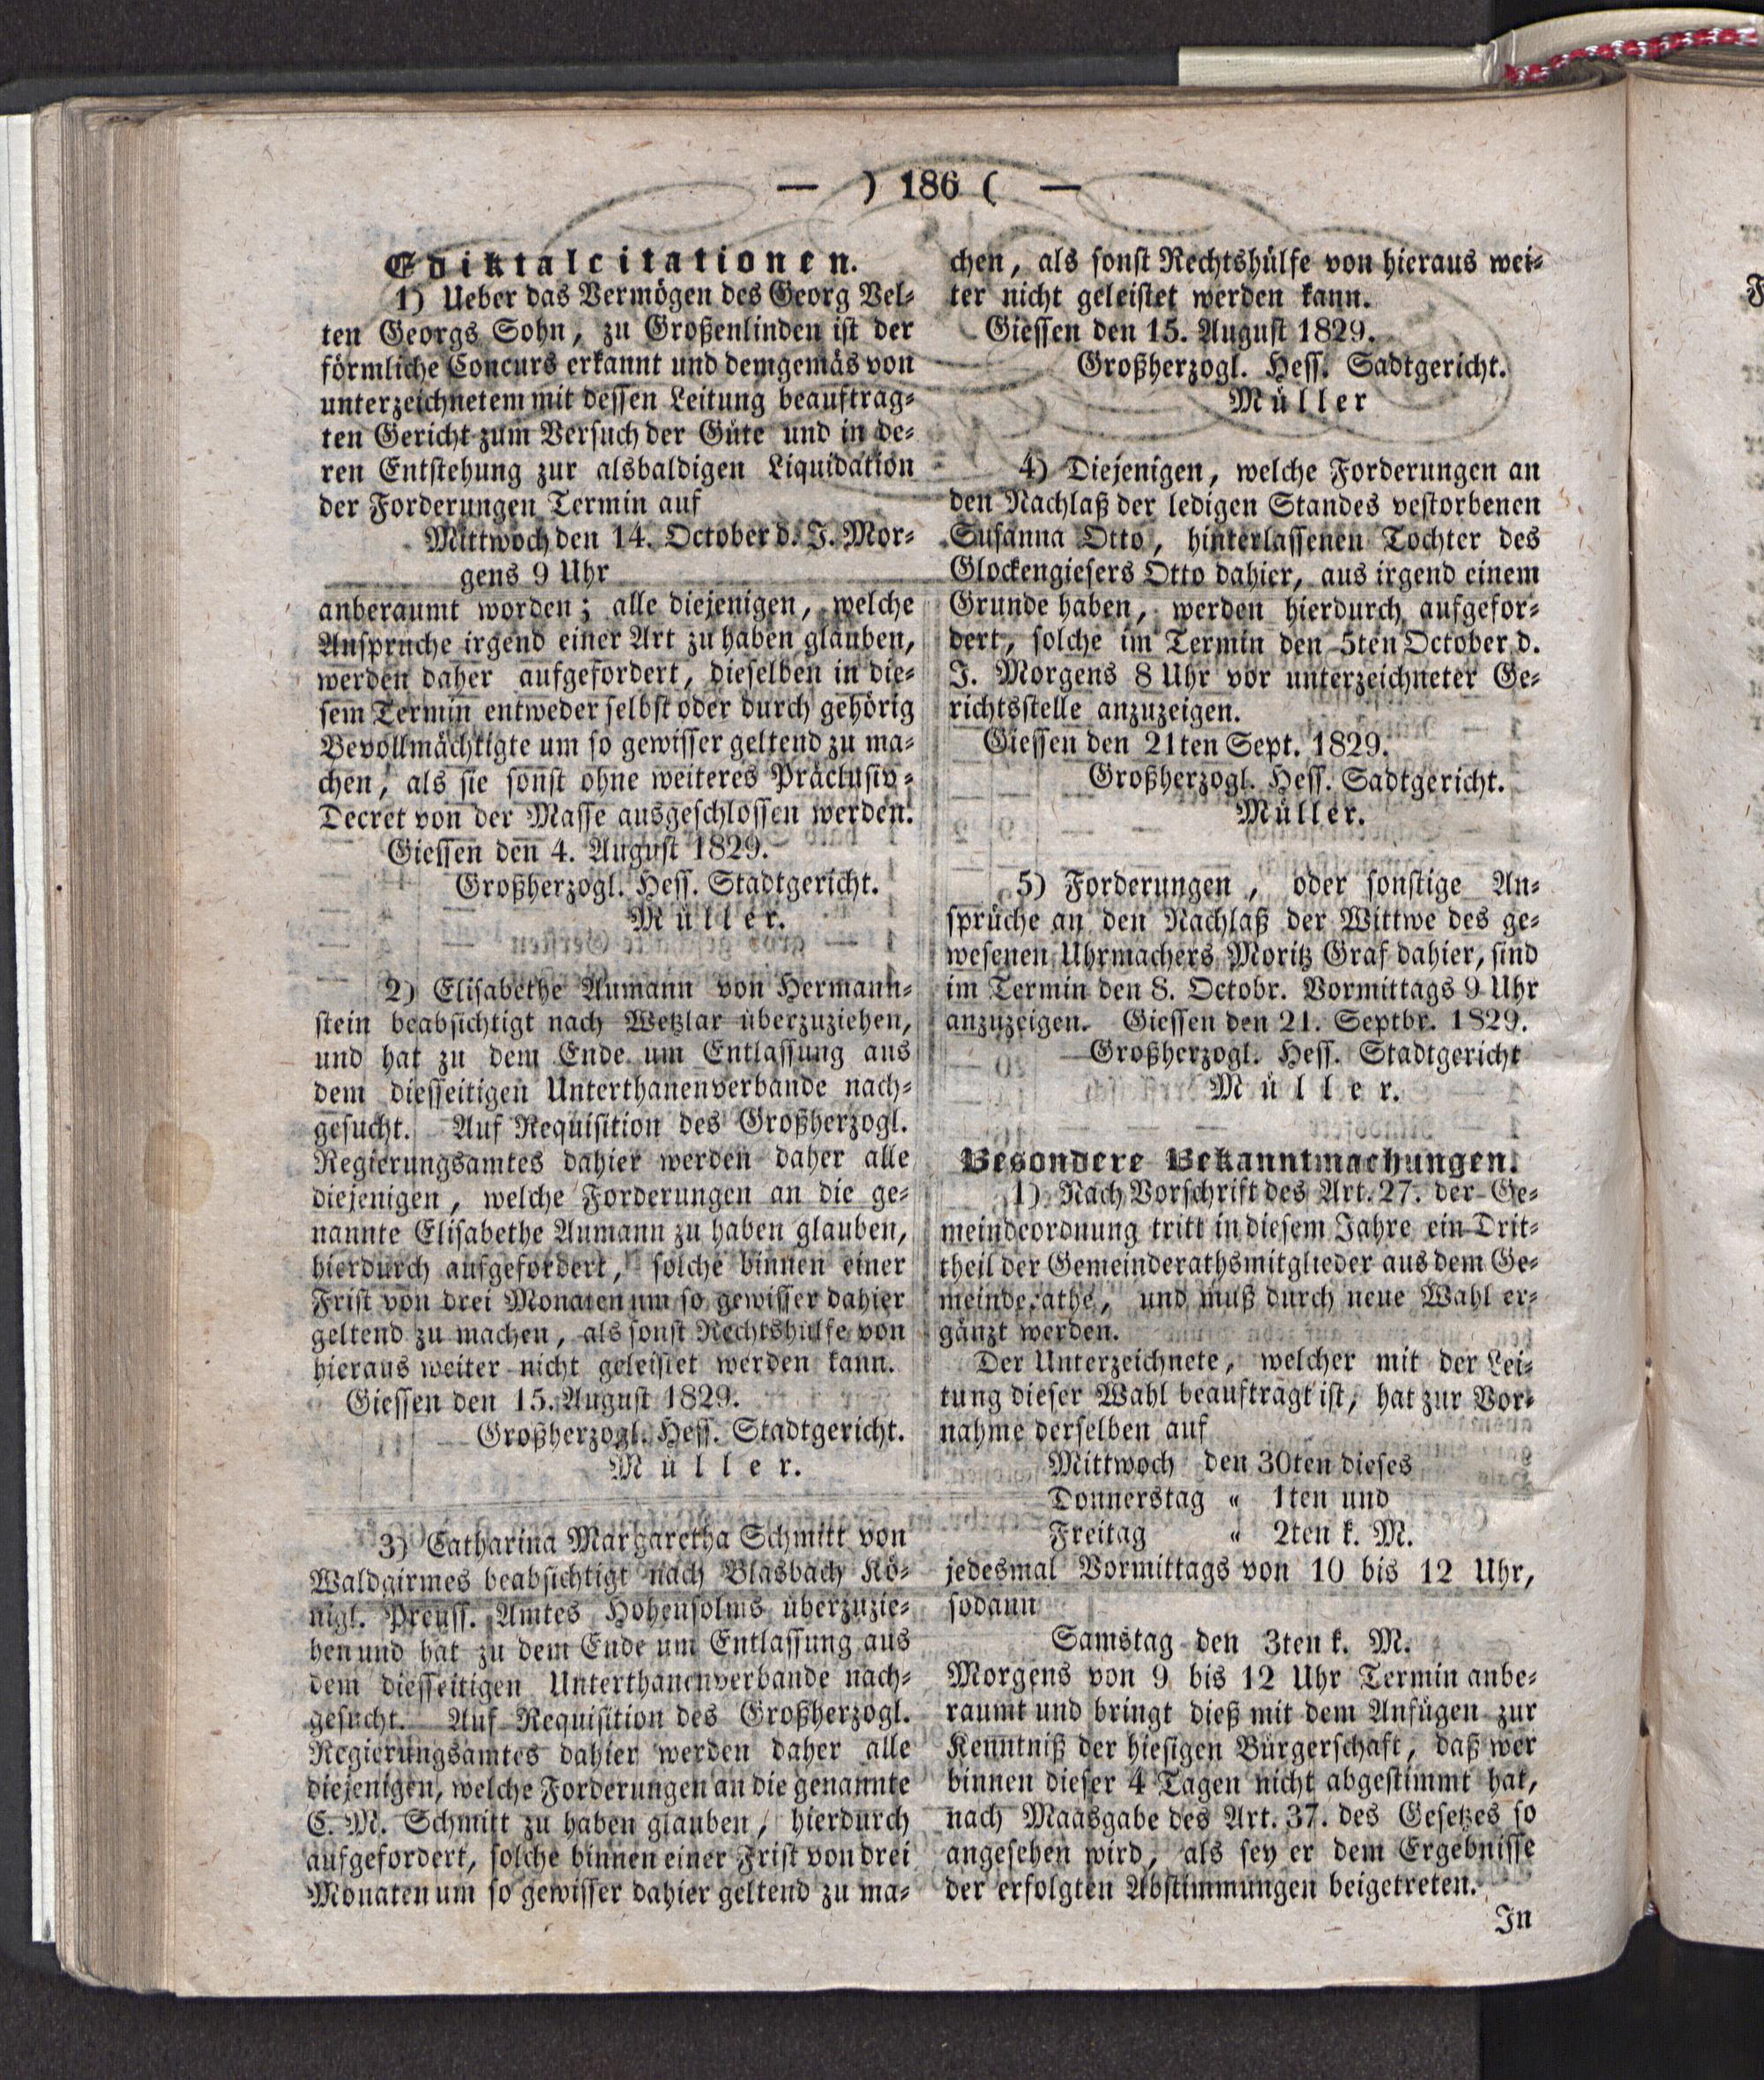 — ) 186 ( —
Ediktalcitationen.
1) Ueber das Vermögen des Georg Vel-
ten Georgs Sohn, zu Großenlinden ist der
förmliche Concurs erkannt und demgemäs von
unterzeichnetem mit dessen Leitung beauftrag-
ten Gericht zum Versuch der Güte und in de-
ren Entstehung zur alsbaldigen Liquidation
der Forderungen Termin auf
Mittwoch den 14. October d. J. Mor-
gens 9 Uhr
anberaumt worden; alle diejenigen, welche
Ansprüche irgend einer Art zu haben glauben,
werden daher aufgefordert, dieselben in die-
sem Termin entweder selbst oder durch gehörig
Bevollmächtigte um so gewisser geltend zu ma-
chen, als sie sonst ohne weiteres Präclusiv-
Decret von der Masse ausgeschlossen werden.
Giessen den 4. August 1829.
Großherzogl. Hess. Stadtgericht.
Müller.
2) Elisabethe Aumann von Hermann-
stein beabsichtigt nach Wetzlar überzuziehen,
und hat zu dem Ende um Entlassung aus
dem diesseitigen Unterthanenverbande nach-
gesucht. Auf Requisition des Großherzogl.
Regierungsamtes dahier werden daher alle
diejenigen, welche Forderungen an die ge-
nannte Elisabethe Aumann zu haben glauben,
hierdurch aufgefordert, solche binnen einer
Frist von drei Monaten um so gewisser dahier
geltend zu machen, als sonst Rechtshülfe von
hieraus weiter nicht geleistet werden kann.
Giessen den 15. August 1829.
Großherzogl. Hess. Stadtgericht.
Müller.
3) Catharina Margaretha Schmitt von
Waldgirmes beabsichtigt nach Blasbach Kö-
nigl. Preuss. Amtes Hohensolms überzuzie-
hen und hat zu dem Ende um Entlassung aus
dem diesseitigen Unterthanenverbande nach-
gesucht. Auf Requisition des Großherzogl.
Regierungsamtes dahier werden daher alle
diejenigen, welche Forderungen an die genannte
C. M. Schmitt zu haben glauben, hierdurch
aufgefordert, solche binnen einer Frist von drei
Monaten um so gewisser dahier geltend zu ma-
chen, als sonst Rechtshülfe von hieraus wei-
ter nicht geleistet werden kann.
Giessen den 15. August 1829.
Großherzogl. Hess. Sadtgericht.
Müller
4) Diejenigen, welche Forderungen an
den Nachlaß der ledigen Standes vestorbenen
Susanna Otto, hinterlassenen Tochter des
Glockengiesers Otto dahier, aus irgend einem
Grunde haben, werden hierdurch aufgefor-
dert, solche im Termin den 5ten October d.
J. Morgens 8 Uhr vor unterzeichneter Ge-
richtsstelle anzuzeigen.
Giessen den 21ten Sept. 1829.
Großherzogl. Hess. Sadtgericht.
Müller.
5) Forderungen, oder sonstige An-
sprüche an den Nachlaß der Wittwe des ge-
wesenen Uhrmachers Moritz Graf dahier, sind
im Termin den 8. Octobr. Vormittags 9 Uhr
anzuzeigen. Giessen den 21. Septbr. 1829.
Großherzogl. Hess. Stadtgericht
Müller.
Besondere Bekanntmachungen.
1) Nach Vorschrift des Art. 27. der Ge-
meindeordnung tritt in diesem Jahre ein Drit-
theil der Gemeinderathsmitglieder aus dem Ge-
meinderathe, und muß durch neue Wahl er-
gänzt werden.
Der Unterzeichnete, welcher mit der Lei-
tung dieser Wahl beauftragt ist, hat zur Vor-
nahme derselben auf
Mittwoch den 30ten dieses
Donnerstag „ 1ten und
Freitag „ 2ten k. M.
jedesmal Vormittags von 10 bis 12 Uhr,
sodann
Samstag den 3ten k. M.
Morgens von 9 bis 12 Uhr Termin anbe-
raumt und bringt dieß mit dem Anfügen zur
Kenntniß der hiesigen Bürgerschaft, daß wer
binnen dieser 4 Tagen nicht abgestimmt hat,
nach Maasgabe des Art. 37. des Gesetzes so
angesehen wird, als sey er dem Ergebnisse
der erfolgten Abstimmungen beigetreten.
In